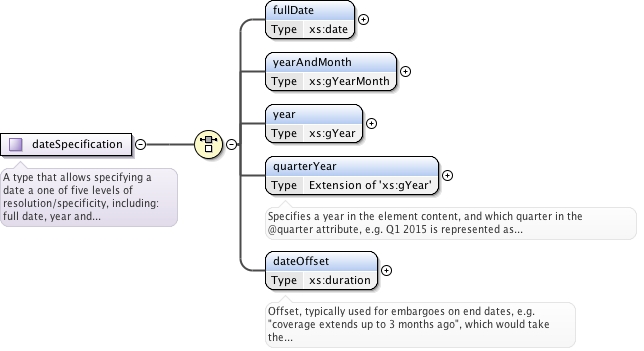 fullDate
Type xs:date
yearAndMonth
Type xs:gYearMonth
year
Type xs:gYear
dateSpecification
A type that allows specifying a
date a one of five levels of
resolution/specificity, including:
full date, year and...
quarterYear
Type Extension of 'xs:gYear'
Specifies a year in the element content, and which quarter in the
@quarter attribute, e.g. Q1 2015 is represented as...
dateOffset
Type xs:duration
Offset, typically used for embargoes on end dates, e.g.
"coverage extends up to 3 months ago", which would take
the...